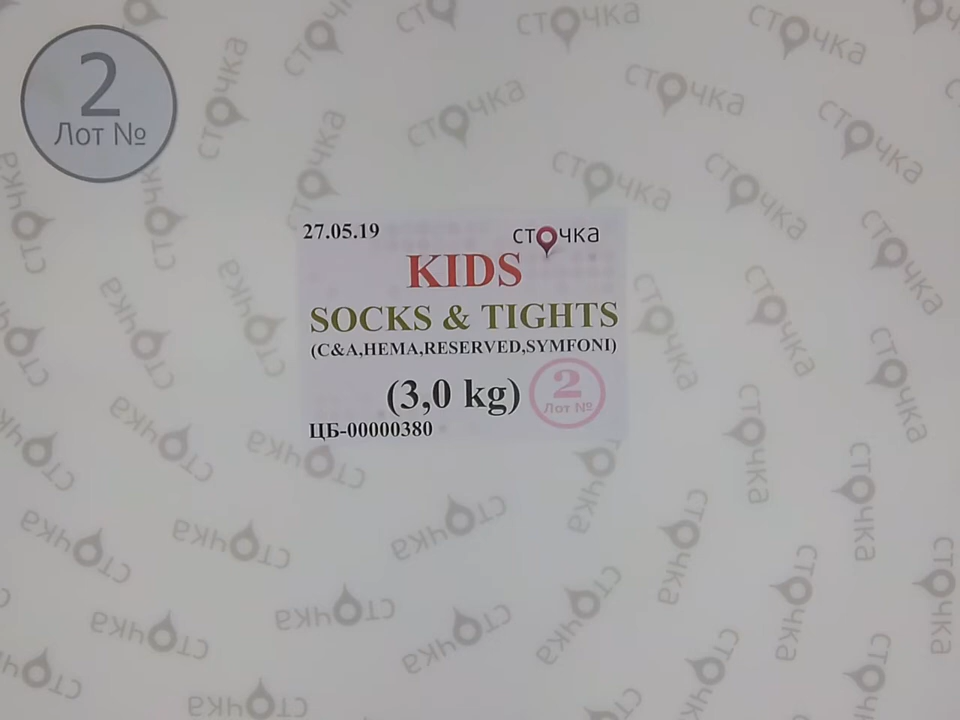 2
Лот №
27.05.19
сточка
KIDS
SOCKS & TIGHTS
(C&A,HEMA,RESERVED,SYMFONI)
(3,0 kg)
2
Лот №
ЦБ-00000380